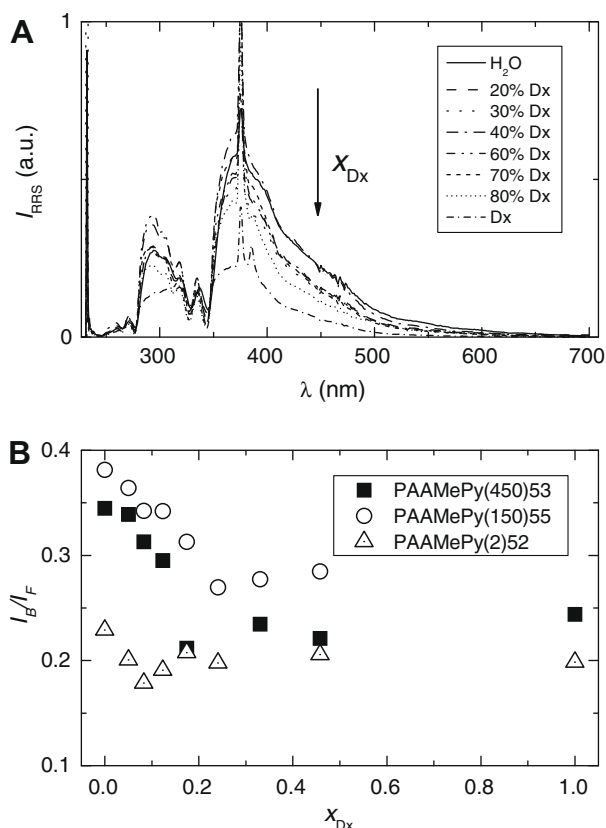 A
1
I_RRS (a.u.)
0
H₂O
20% Dx
30% Dx
40% Dx
60% Dx
70% Dx
80% Dx
Dx
x_Dx
300 400 500 600 700
λ (nm)
B
0.4
0.3
0.2
0.1
I_B/I_F
PAAMePy(450)53
PAAMePy(150)55
PAAMePy(2)52
0.0 0.2 0.4 0.6 0.8 1.0
x_Dx